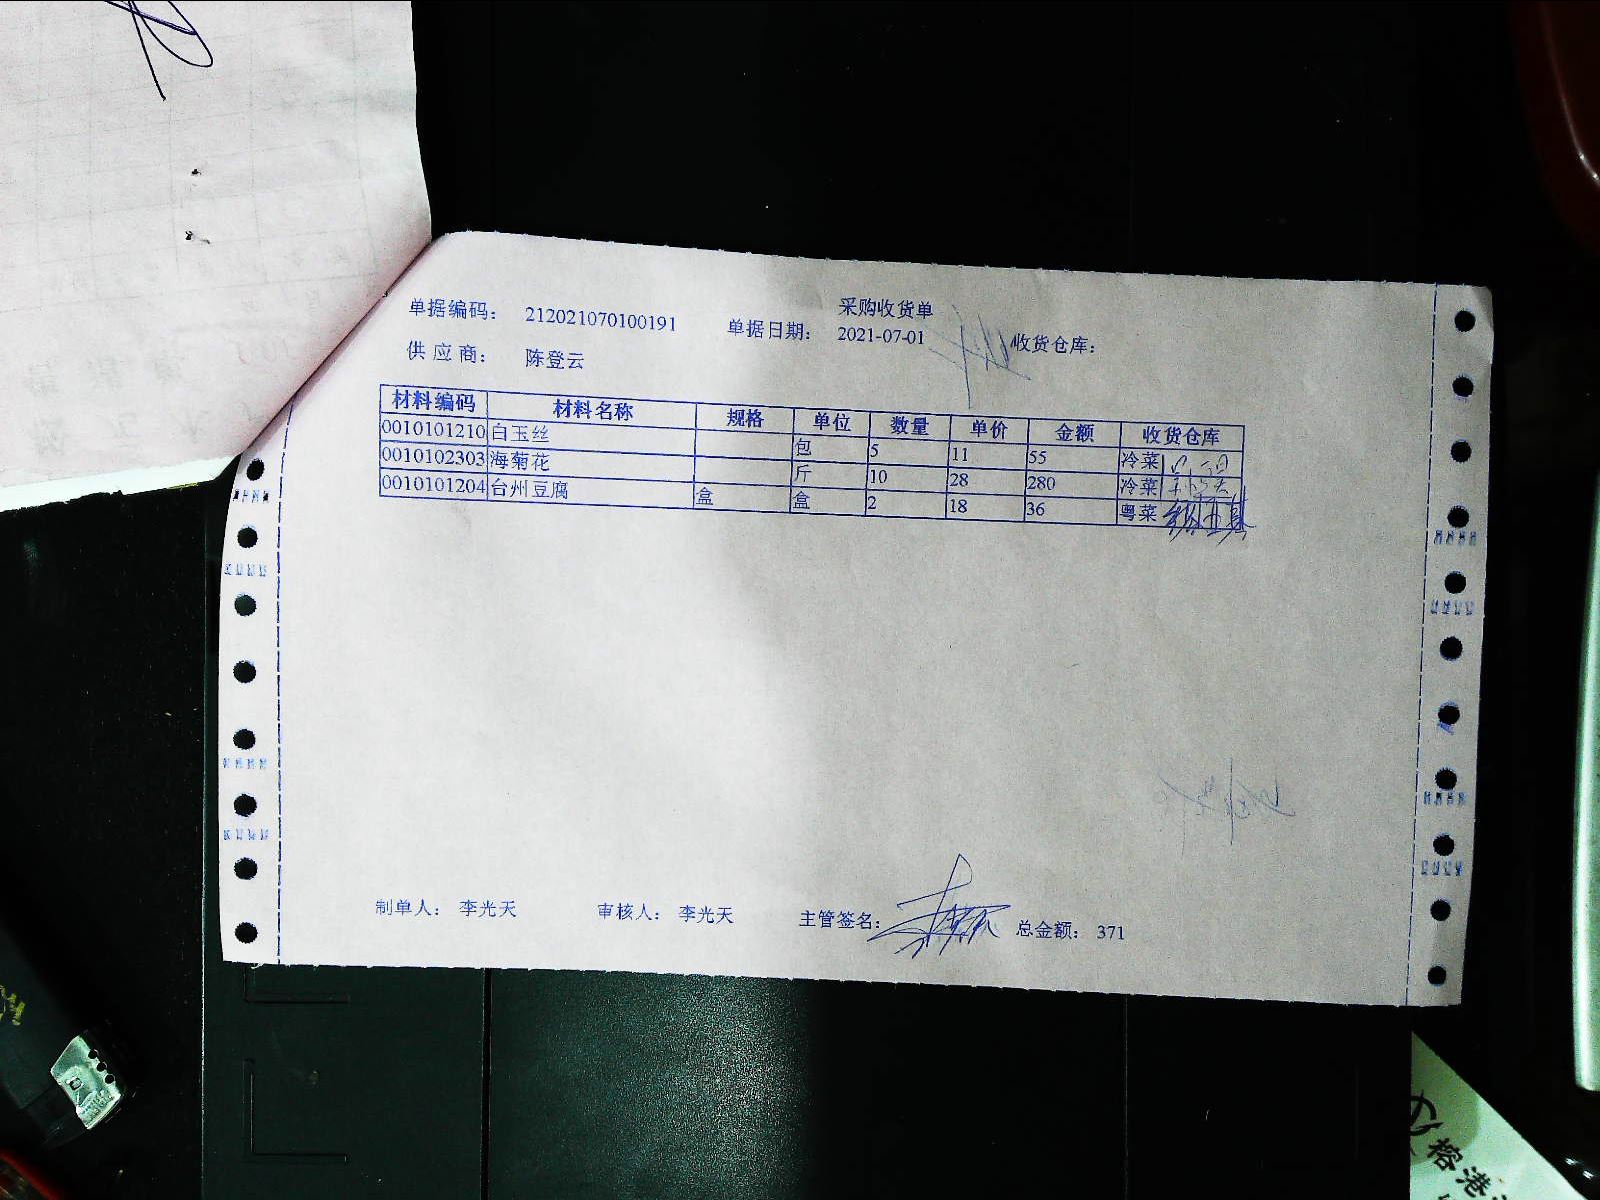 采购收货单
单据编码： 212021070100191 单据日期： 2021-07-01 收货仓库：
供应商： 陈登云
材料编码 材料名称 规格 单位 数量 单价 金额 收货仓库
0010101210 白玉丝 包 5 11 55 冷菜
0010102303 海菊花 斤 10 28 280 冷菜
0010101204 台州豆腐 盒 盒 2 18 36 粤菜
制单人： 李光天 审核人： 李光天 主管签名： 总金额： 371
榕港